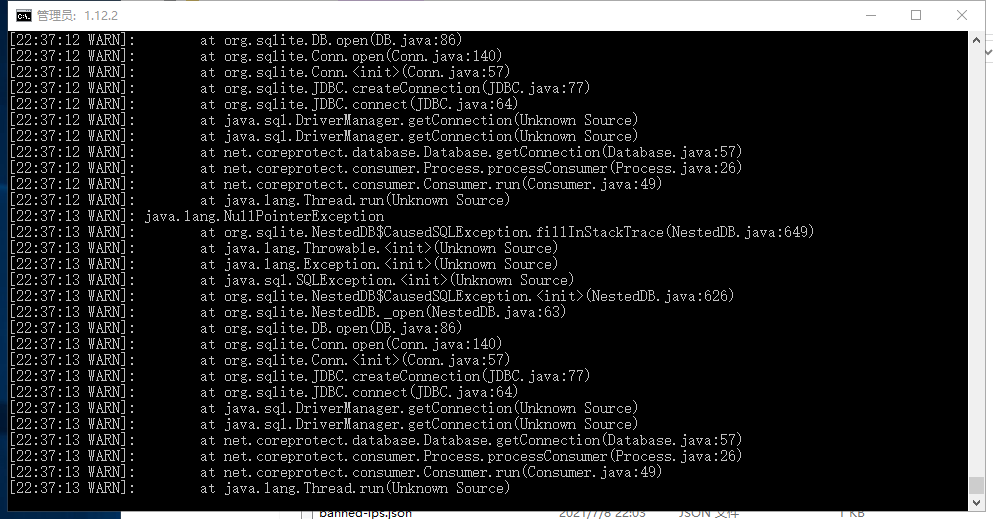 管理员: 1.12.2
[22:37:12 WARN]: at org.sqlite.DB.open(DB.java:86)
[22:37:12 WARN]: at org.sqlite.Conn.open(Conn.java:140)
[22:37:12 WARN]: at org.sqlite.Conn.<init>(Conn.java:57)
[22:37:12 WARN]: at org.sqlite.JDBC.createConnection(JDBC.java:77)
[22:37:12 WARN]: at org.sqlite.JDBC.connect(JDBC.java:64)
[22:37:12 WARN]: at java.sql.DriverManager.getConnection(Unknown Source)
[22:37:12 WARN]: at java.sql.DriverManager.getConnection(Unknown Source)
[22:37:12 WARN]: at net.coreprotect.database.Database.getConnection(Database.java:57)
[22:37:12 WARN]: at net.coreprotect.consumer.Process.processConsumer(Process.java:26)
[22:37:12 WARN]: at net.coreprotect.consumer.Consumer.run(Consumer.java:49)
[22:37:12 WARN]: at java.lang.Thread.run(Unknown Source)
[22:37:13 WARN]: java.lang.NullPointerException
[22:37:13 WARN]: at org.sqlite.NestedDB$CausedSQLException.fillInStackTrace(NestedDB.java:649)
[22:37:13 WARN]: at java.lang.Throwable.<init>(Unknown Source)
[22:37:13 WARN]: at java.lang.Exception.<init>(Unknown Source)
[22:37:13 WARN]: at java.sql.SQLException.<init>(Unknown Source)
[22:37:13 WARN]: at org.sqlite.NestedDB$CausedSQLException.<init>(NestedDB.java:626)
[22:37:13 WARN]: at org.sqlite.NestedDB._open(NestedDB.java:63)
[22:37:13 WARN]: at org.sqlite.DB.open(DB.java:86)
[22:37:13 WARN]: at org.sqlite.Conn.open(Conn.java:140)
[22:37:13 WARN]: at org.sqlite.Conn.<init>(Conn.java:57)
[22:37:13 WARN]: at org.sqlite.JDBC.createConnection(JDBC.java:77)
[22:37:13 WARN]: at org.sqlite.JDBC.connect(JDBC.java:64)
[22:37:13 WARN]: at java.sql.DriverManager.getConnection(Unknown Source)
[22:37:13 WARN]: at java.sql.DriverManager.getConnection(Unknown Source)
[22:37:13 WARN]: at net.coreprotect.database.Database.getConnection(Database.java:57)
[22:37:13 WARN]: at net.coreprotect.consumer.Process.processConsumer(Process.java:26)
[22:37:13 WARN]: at net.coreprotect.consumer.Consumer.run(Consumer.java:49)
[22:37:13 WARN]: at java.lang.Thread.run(Unknown Source)
banned-ips.json 2021/7/8 22:03 JSON 文件 1 KB